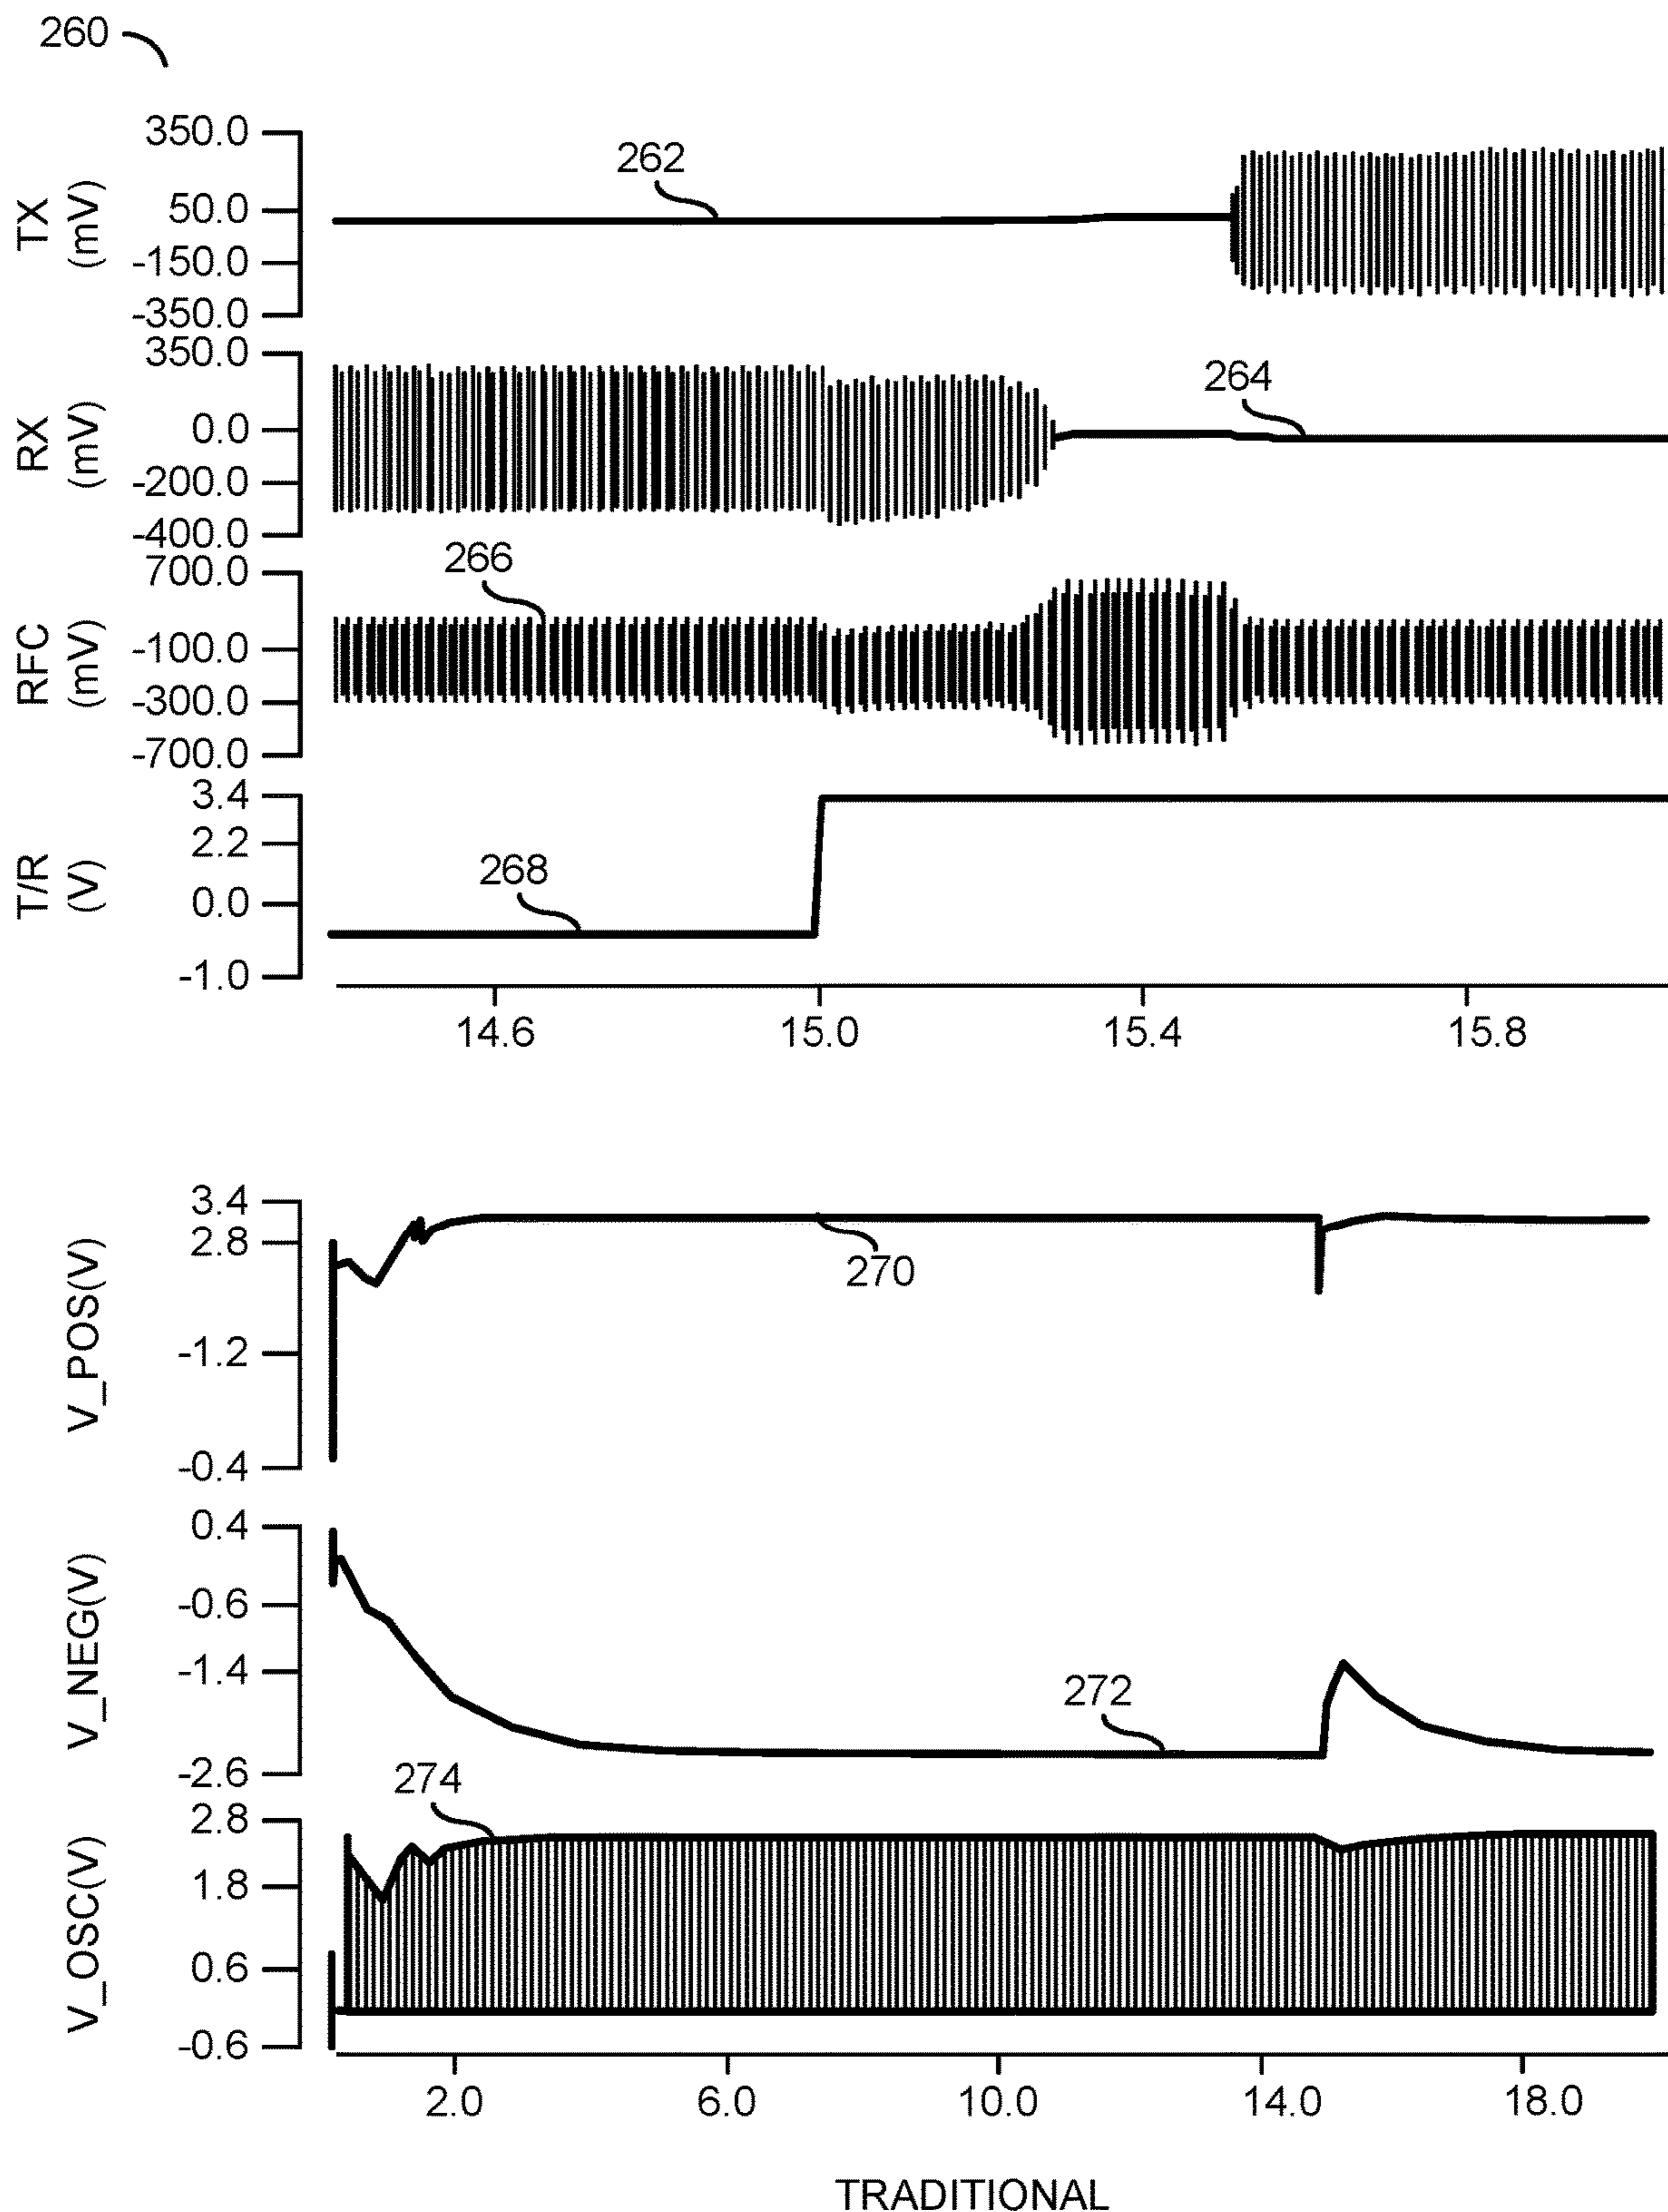 260
350.0
262
TX
(mV)
50.0
-150.0
-350.0
350.0
264
RX
(mV)
0.0
-200.0
-400.0
266
700.0
RFC
(mV)
-100.0
-300.0
-700.0
3.4
T/R
(V)
2.2
268
0.0
-1.0
14.6 15.0 15.4 15.8
3.4
2.8
270
V_POS(V)
-1.2
-0.4
0.4
V_NEG(V)
-0.6
-1.4
272
-2.6
274
2.8
V_OSC(V)
1.8
0.6
-0.6
2.0 6.0 10.0 14.0 18.0
TRADITIONAL